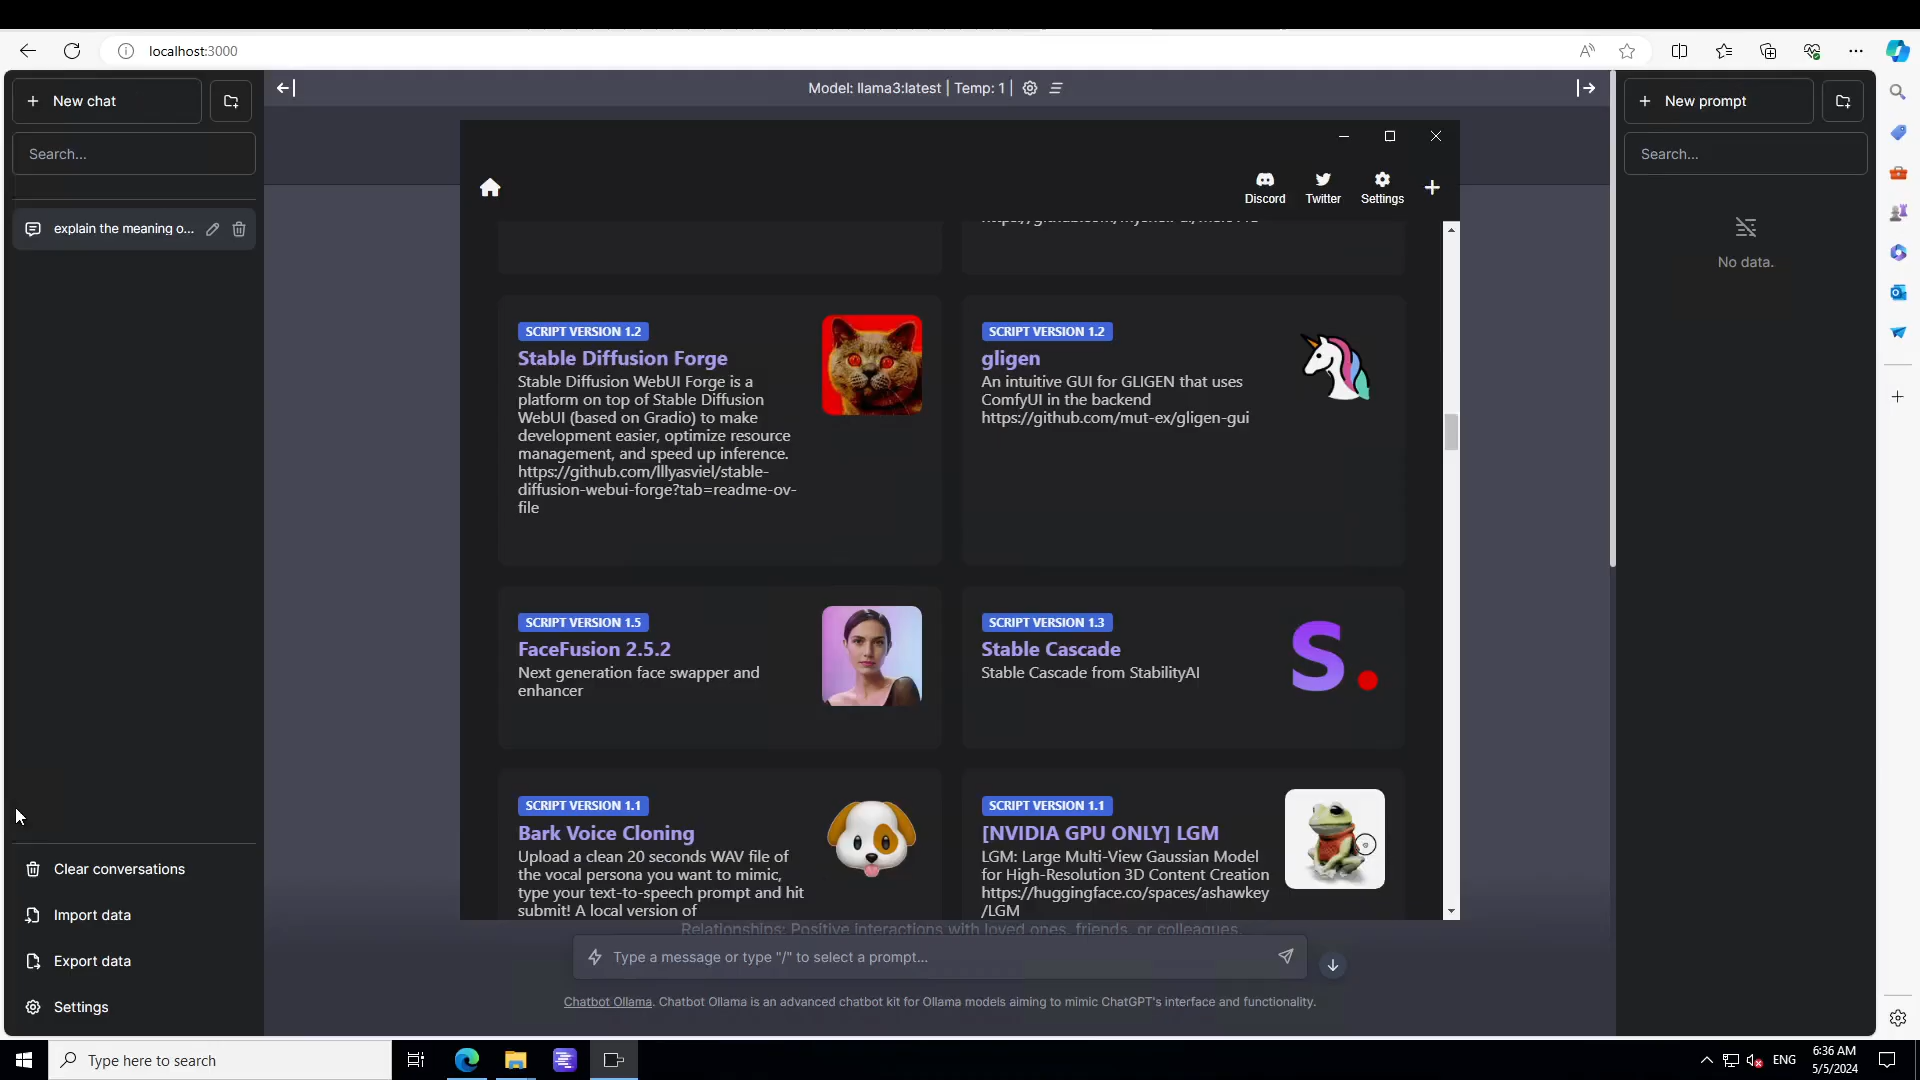 localhost:3000
New chat
Search...
explain the meaning o...
Clear conversations
Import data
Export data
Settings
Model: llama3:latest | Temp: 1 |
Discord
Twitter
Settings
SCRIPT VERSION 1.2
Stable Diffusion Forge
Stable Diffusion WebUI Forge is a
platform on top of Stable Diffusion
WebUI (based on Gradio) to make
development easier, optimize resource
management, and speed up inference.
https://github.com/lllyasviel/stable-
diffusion-webui-forge?tab=readme-ov-
file
SCRIPT VERSION 1.2
gligen
An intuitive GUI for GLIGEN that uses
ComfyUI in the backend
https://github.com/mut-ex/gligen-gui
SCRIPT VERSION 1.5
FaceFusion 2.5.2
Next generation face swapper and
enhancer
SCRIPT VERSION 1.3
Stable Cascade
Stable Cascade from StabilityAI
S.
SCRIPT VERSION 1.1
Bark Voice Cloning
Upload a clean 20 seconds WAV file of
the vocal persona you want to mimic,
type your text-to-speech prompt and hit
submit! A local version of
SCRIPT VERSION 1.1
[NVIDIA GPU ONLY] LGM
LGM: Large Multi-View Gaussian Model
for High-Resolution 3D Content Creation
https://huggingface.co/spaces/ashawkey
/LGM
Relationships: Positive interactions with loved ones, friends, or colleagues.
Type a message or type "/" to select a prompt...
Chatbot Ollama. Chatbot Ollama is an advanced chatbot kit for Ollama models aiming to mimic ChatGPT's interface and functionality.
New prompt
Search...
No data.
Type here to search
ENG
6:36 AM
5/5/2024